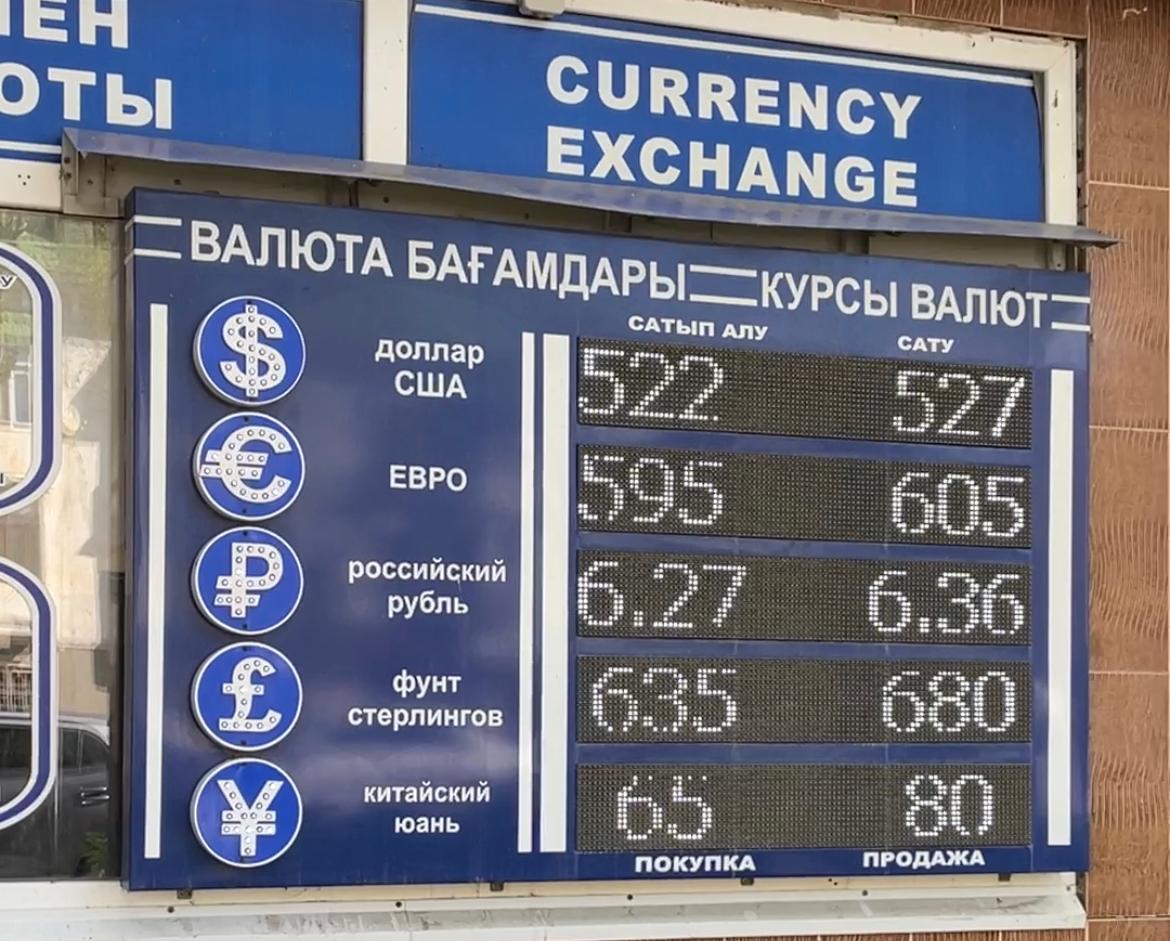 ОТЫ
CURRENCY
EXCHANGE
ВАЛЮТА БАҒАМДАРЫ КУРСЫ ВАЛЮТ
САТЫП АЛУ САТУ
$ доллар США 522 527
€ ЕВРО 595 605
₽ российский рубль 6.27 6.36
£ фунт стерлингов 635 680
¥ китайский юань 65 80
ПОКУПКА ПРОДАЖА